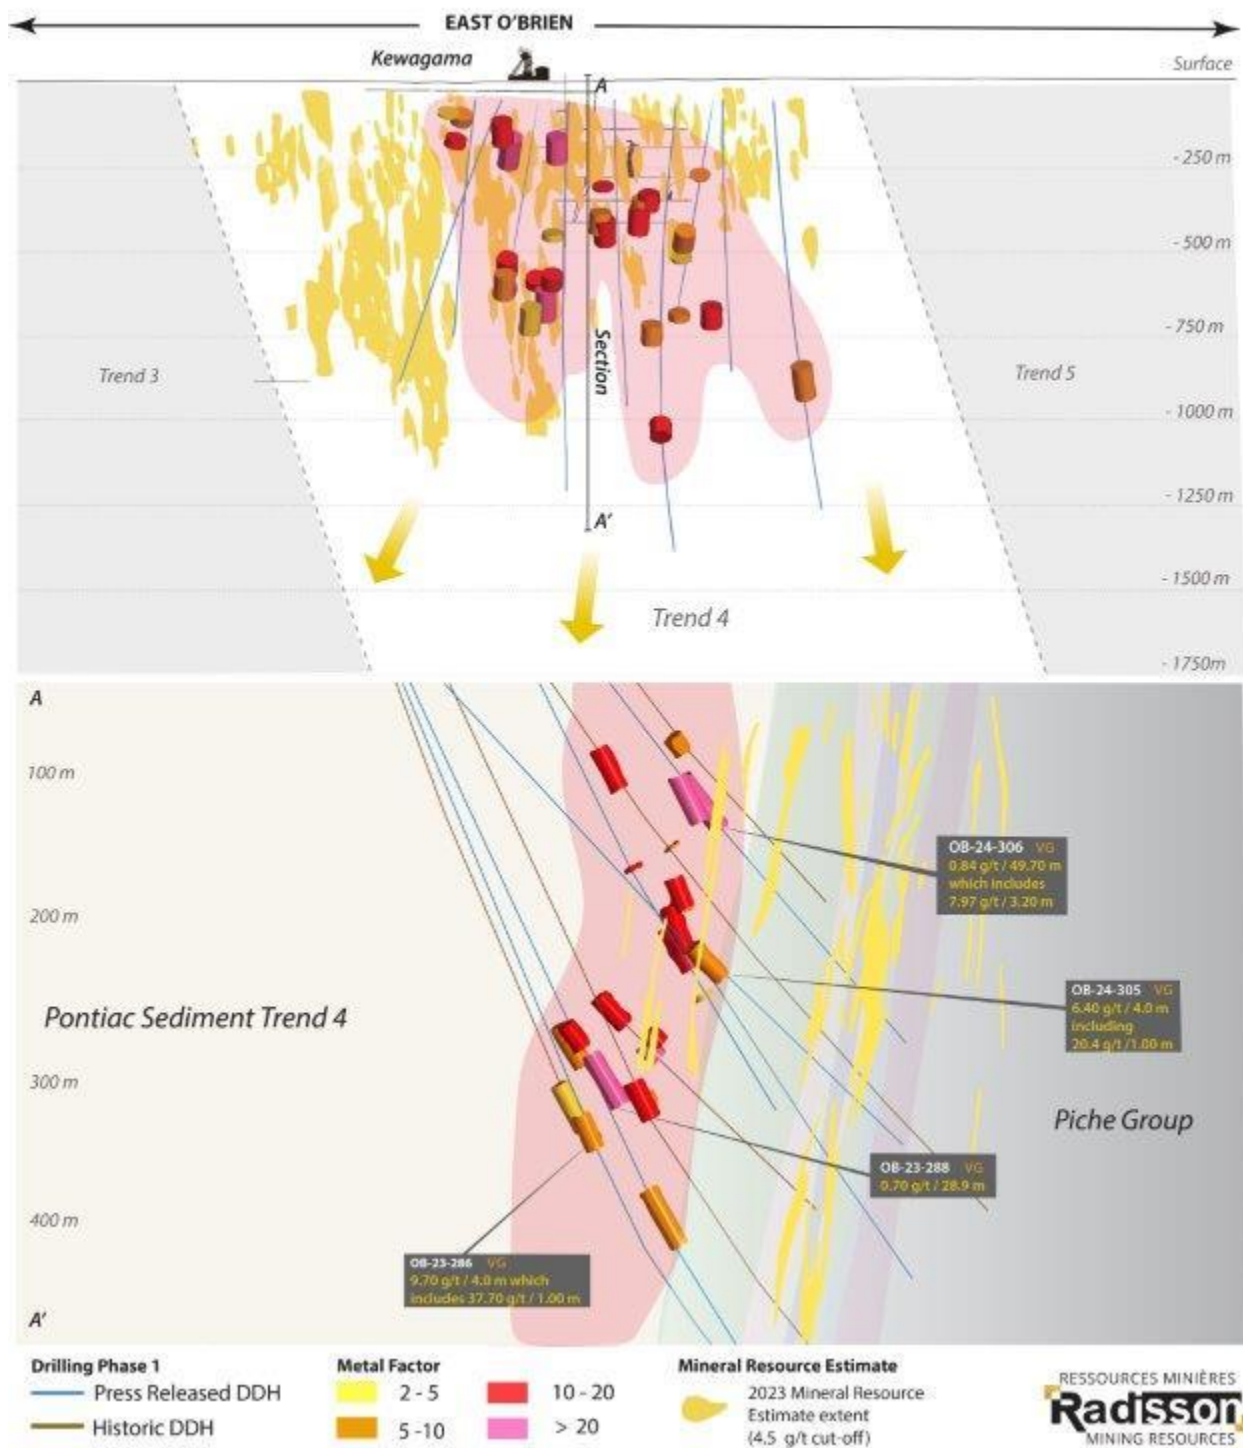 EAST O'BRIEN
Kewagama
Surface
A
- 250 m
- 500 m
- 750 m
Section
Trend 3
Trend 5
- 1000 m
- 1250 m
A'
- 1500 m
Trend 4
- 1750m
A
100 m
OB-24-306 VG
0.84 g/t / 49.70 m
which includes
7.97 g/t / 3.20 m
200 m
OB-24-305 VG
6.40 g/t / 4.0 m
including
20.4 g/t /1.00 m
Pontiac Sediment Trend 4
300 m
Piche Group
OB-23-288 VG
0.70 g/t / 28.9 m
400 m
OB-23-286 VG
9.70 g/t / 4.0 m which
includes 37.70 g/t / 1.00 m
A'
Drilling Phase 1
Press Released DDH
Historic DDH
Metal Factor
2 - 5
10 - 20
5 -10
> 20
Mineral Resource Estimate
2023 Mineral Resource
Estimate extent
(4.5 g/t cut-off)
RESSOURCES MINIÈRES
Radisson
MINING RESOURCES